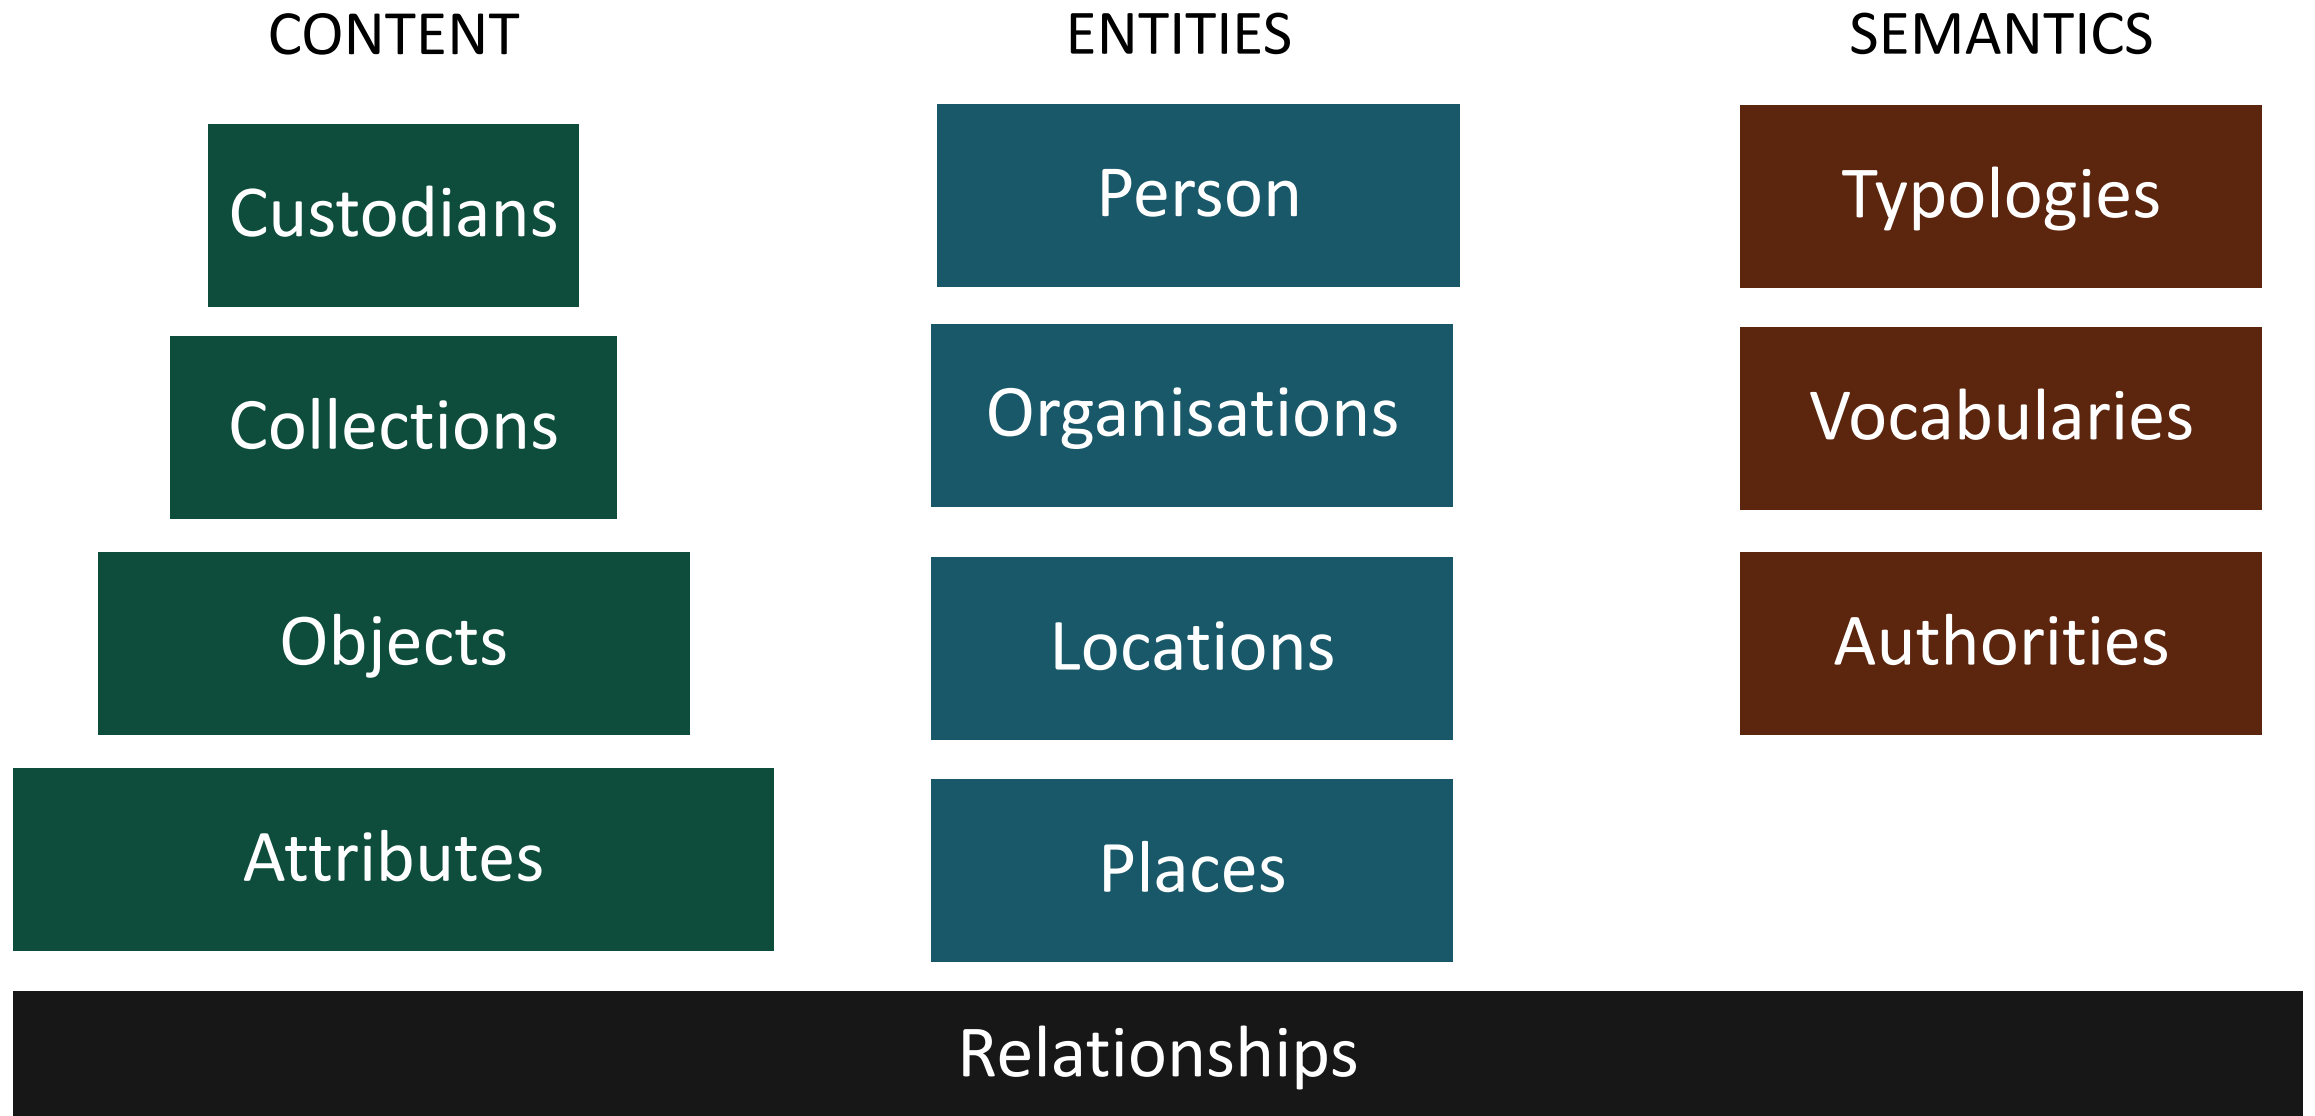 CONTENT
Custodians
Collections
Objects
Attributes
ENTITIES
Person
Organisations
Locations
Places
SEMANTICS
Typologies
Vocabularies
Authorities
Relationships